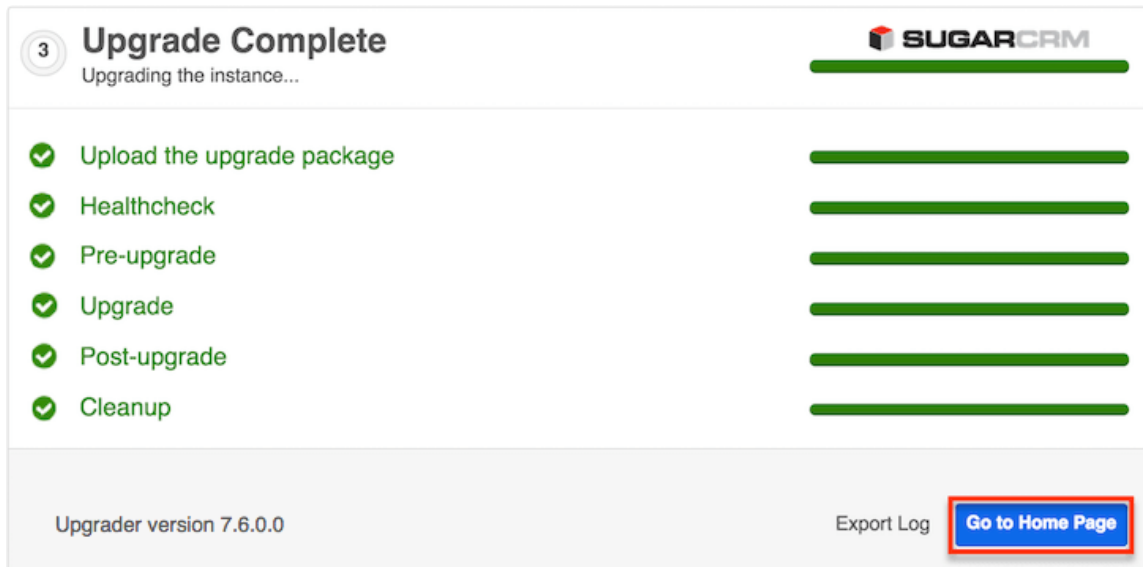 3
Upgrade Complete
SUGARCRM
Upgrading the instance...
Upload the upgrade package
Healthcheck
Pre-upgrade
Upgrade
Post-upgrade
Cleanup
Upgrader version 7.6.0.0
Export Log
Go to Home Page